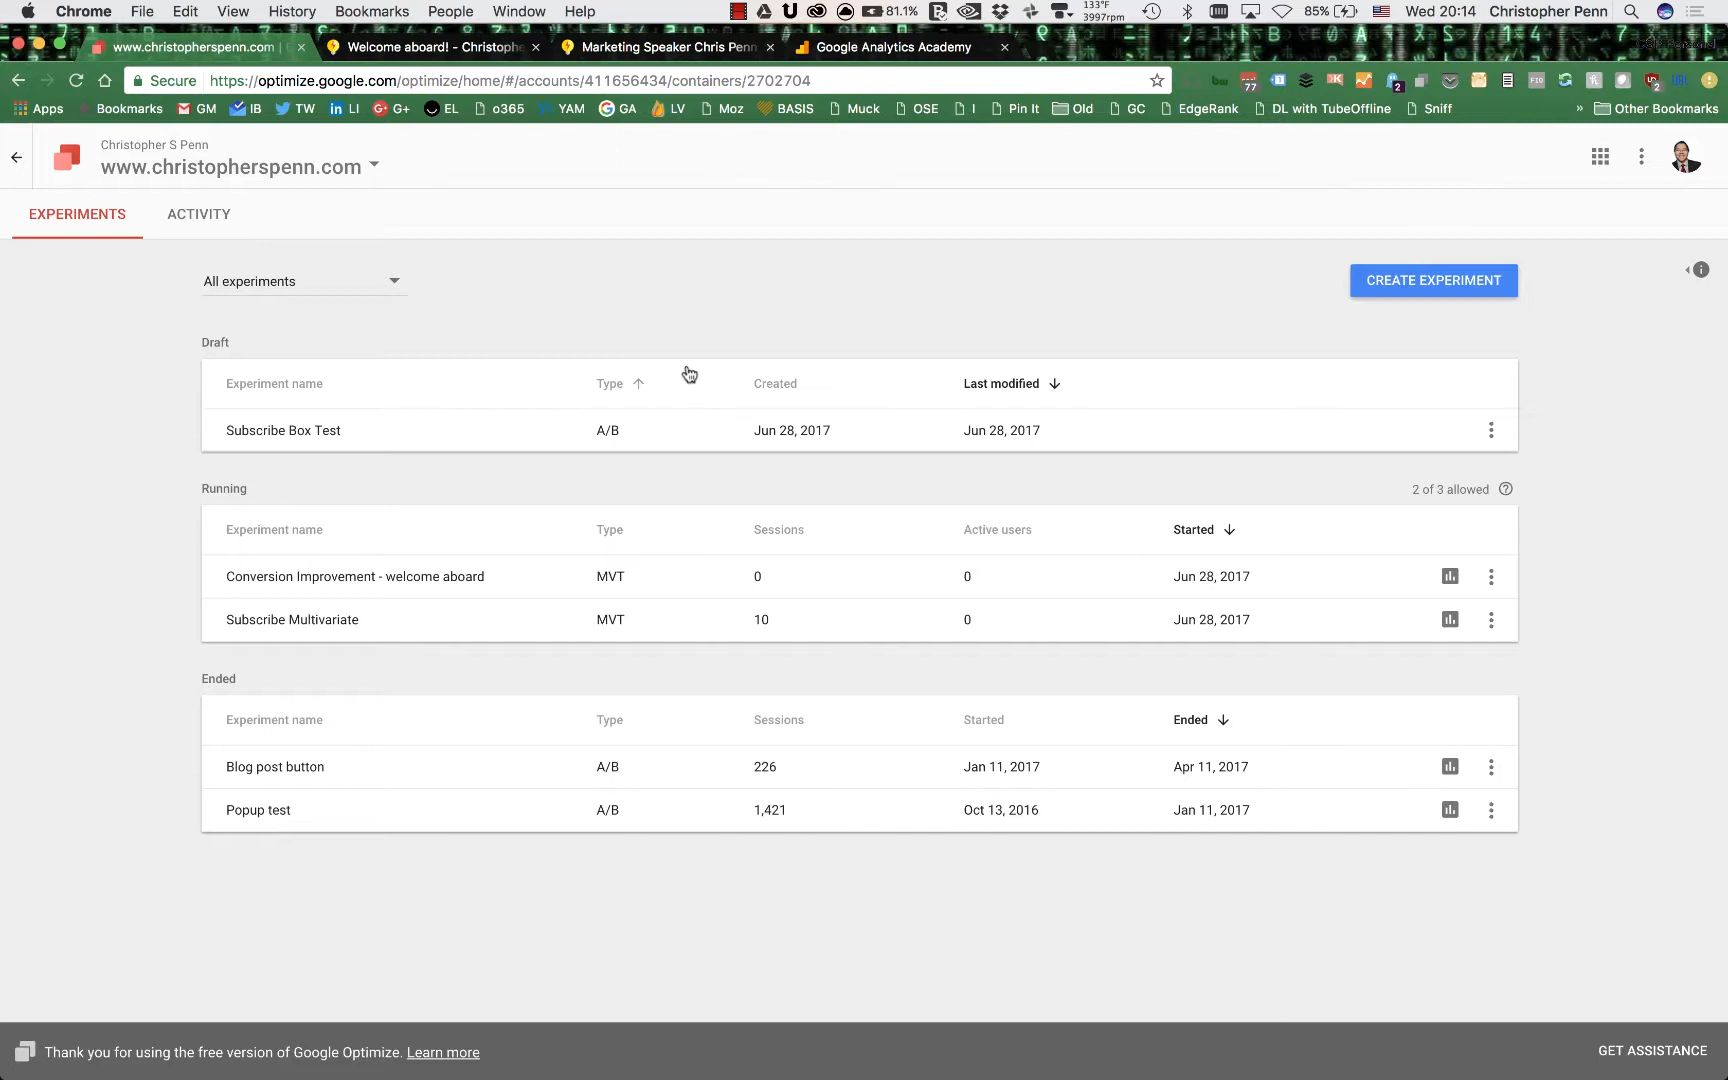 Chrome File Edit View History Bookmarks People Window Help 81.1% 133°F 3997rpm 85% Wed 20:14 Christopher Penn
www.christopherspenn.com | Welcome aboard! - Christophe Marketing Speaker Chris Penn Google Analytics Academy
Secure https://optimize.google.com/optimize/home/#/accounts/411656434/containers/2702704 77 2 FIO 2
Apps Bookmarks GM IB TW LI G+ EL o365 YAM GA LV Moz BASIS Muck OSE I Pin It Old GC EdgeRank DL with TubeOffline Sniff » Other Bookmarks
Christopher S Penn
www.christopherspenn.com
EXPERIMENTS ACTIVITY
All experiments CREATE EXPERIMENT
Draft
Experiment name Type Created Last modified
Subscribe Box Test A/B Jun 28, 2017 Jun 28, 2017
Running 2 of 3 allowed
Experiment name Type Sessions Active users Started
Conversion Improvement - welcome aboard MVT 0 0 Jun 28, 2017
Subscribe Multivariate MVT 10 0 Jun 28, 2017
Ended
Experiment name Type Sessions Started Ended
Blog post button A/B 226 Jan 11, 2017 Apr 11, 2017
Popup test A/B 1,421 Oct 13, 2016 Jan 11, 2017
Thank you for using the free version of Google Optimize. Learn more GET ASSISTANCE